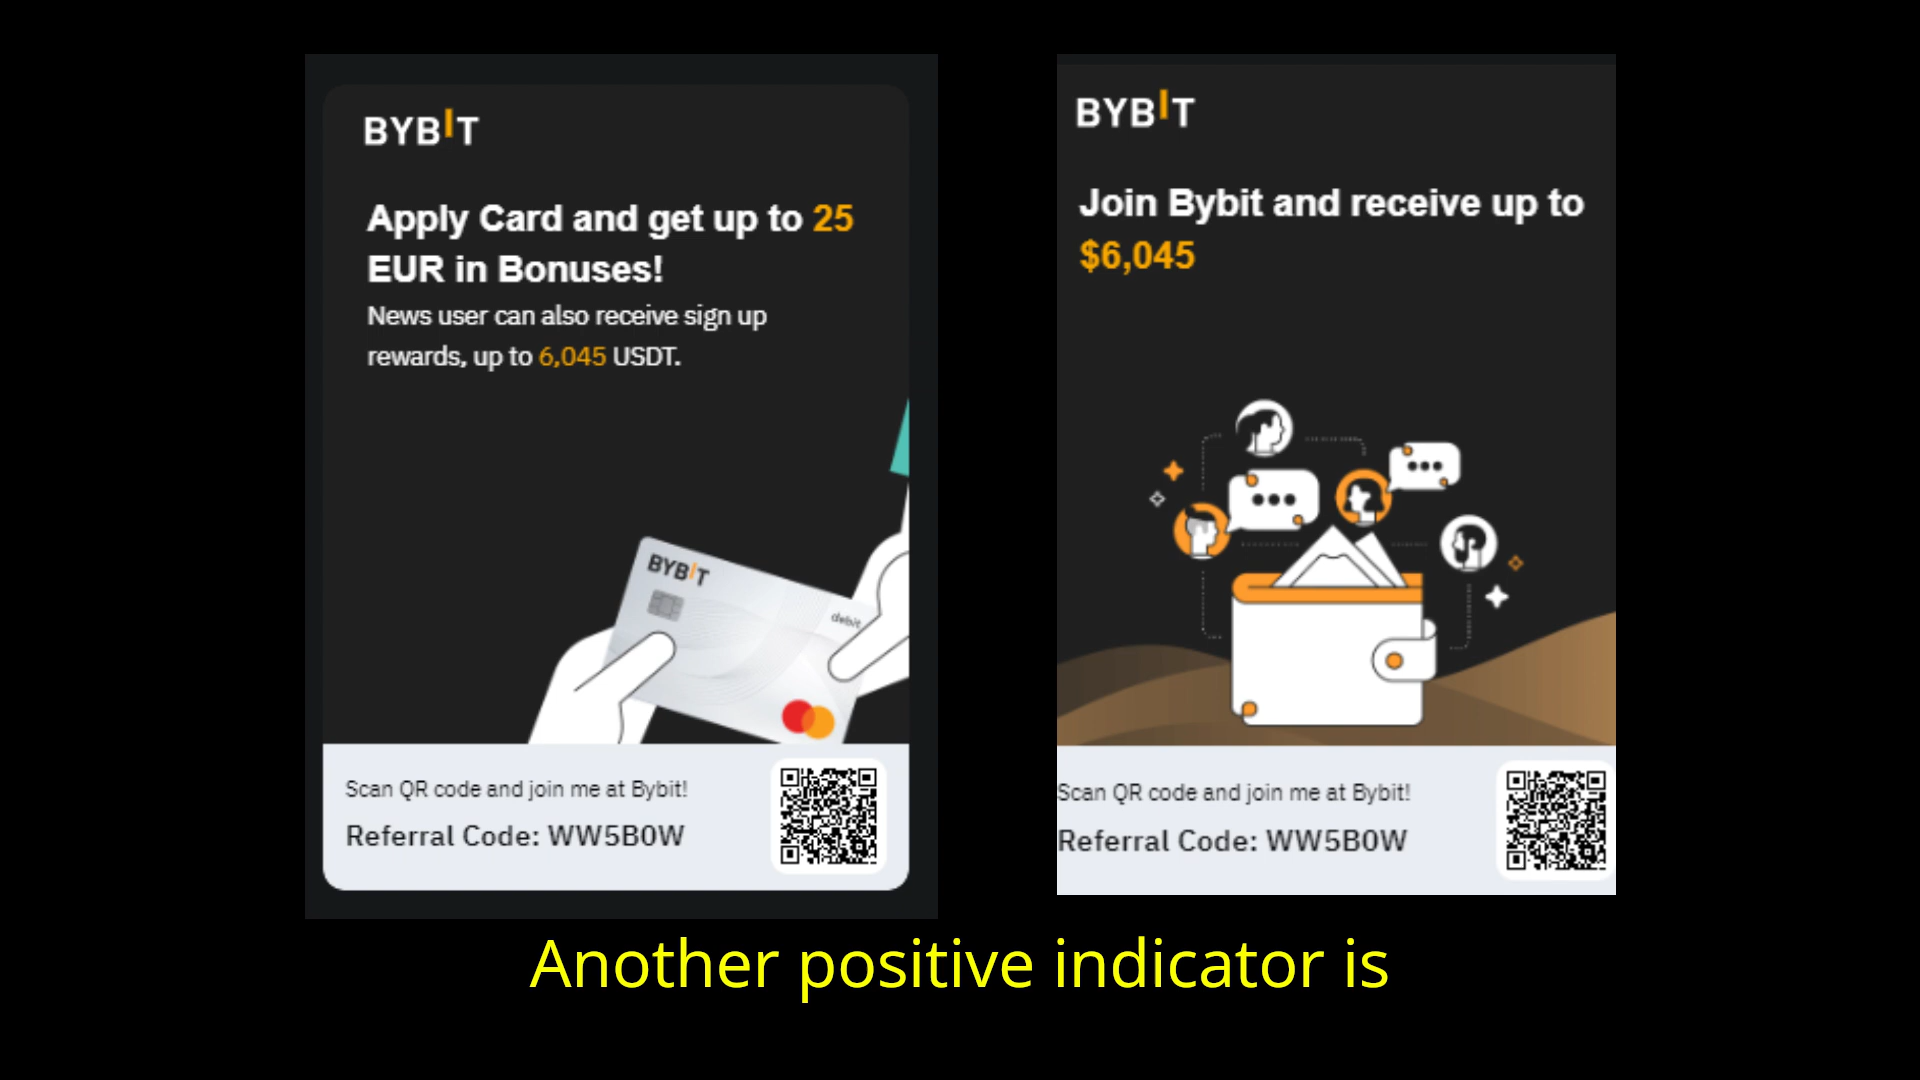 BYBIT
Apply Card and get up to 25
EUR in Bonuses!
News user can also receive sign up
rewards, up to 6,045 USDT.
BYBIT
debit
Scan QR code and join me at Bybit!
Referral Code: WW5B0W
BYBIT
Join Bybit and receive up to
$6,045
Scan QR code and join me at Bybit!
Referral Code: WW5B0W
Another positive indicator is